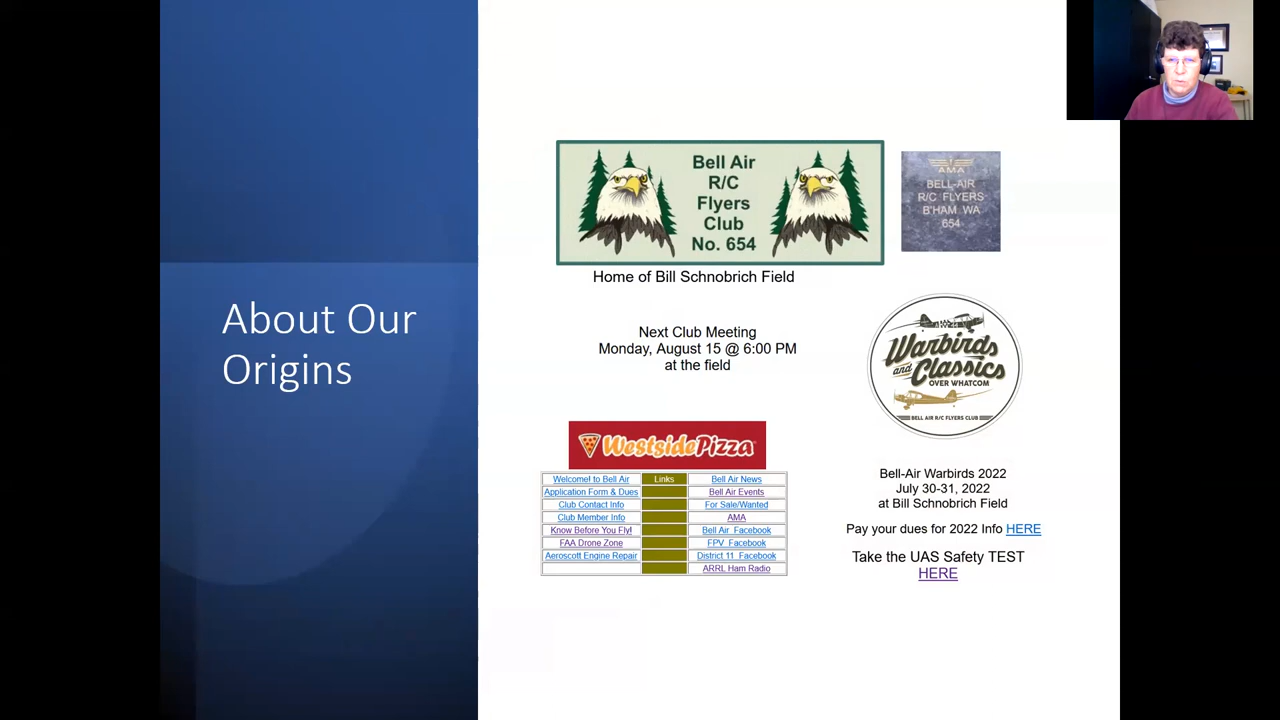 About Our
Origins
Bell Air
R/C
Flyers
Club
No. 654
AMA
BELL-AIR
R/C FLYERS
B'HAM WA
654
Home of Bill Schnobrich Field
Next Club Meeting
Monday, August 15 @ 6:00 PM
at the field
Warbirds
and Classics
OVER WHATCOM
BELL AIR R/C FLYERS CLUB
WestsidePizza
Welcome! to Bell Air Links Bell Air News
Application Form & Dues Bell Air Events
Club Contact Info For Sale/Wanted
Club Member Info AMA
Know Before You Fly! Bell Air Facebook
FAA Drone Zone FPV Facebook
Aeroscott Engine Repair District 11 Facebook
ARRL Ham Radio
Bell-Air Warbirds 2022
July 30-31, 2022
at Bill Schnobrich Field
Pay your dues for 2022 Info HERE
Take the UAS Safety TEST
HERE